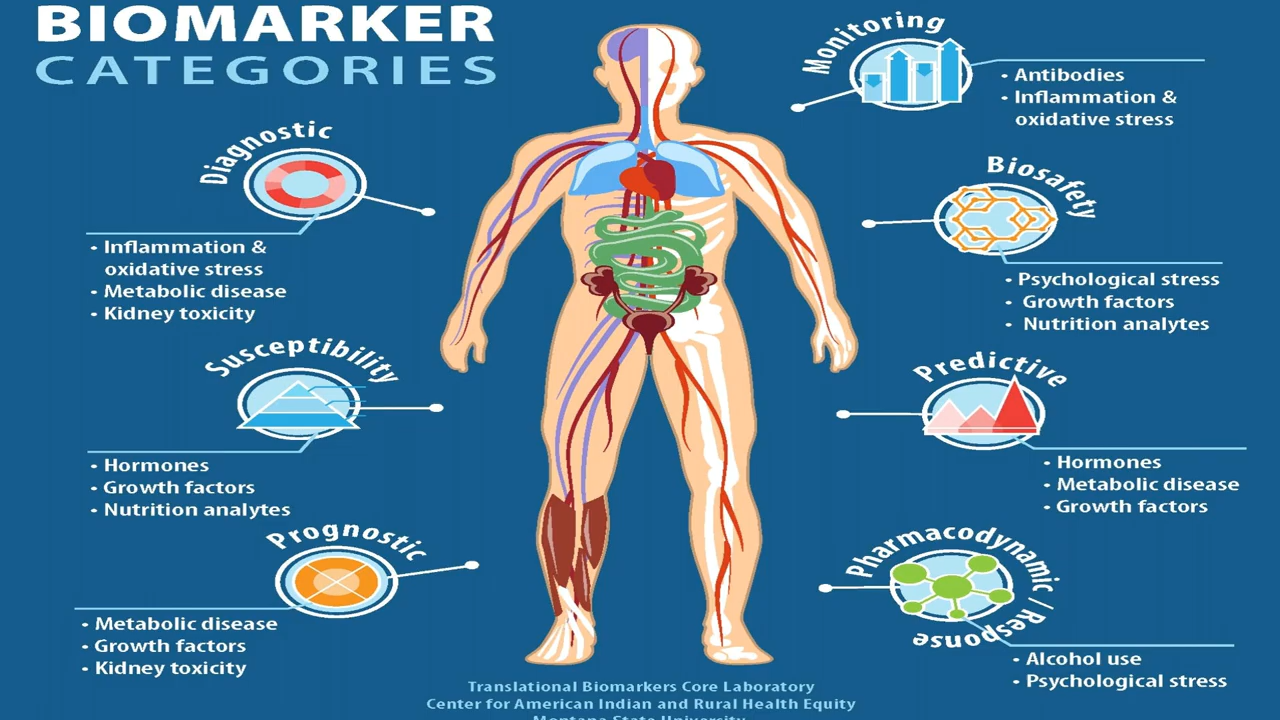 BIOMARKER
CATEGORIES
Diagnostic
• Inflammation &
oxidative stress
• Metabolic disease
• Kidney toxicity
Susceptibility
• Hormones
• Growth factors
• Nutrition analytes
Prognostic
• Metabolic disease
• Growth factors
• Kidney toxicity
Monitoring
• Antibodies
• Inflammation &
oxidative stress
Biosafety
• Psychological stress
• Growth factors
• Nutrition analytes
Predictive
• Hormones
• Metabolic disease
• Growth factors
Pharmacodynamic / Response
• Alcohol use
• Psychological stress
Translational Biomarkers Core Laboratory
Center for American Indian and Rural Health Equity
Montana State University